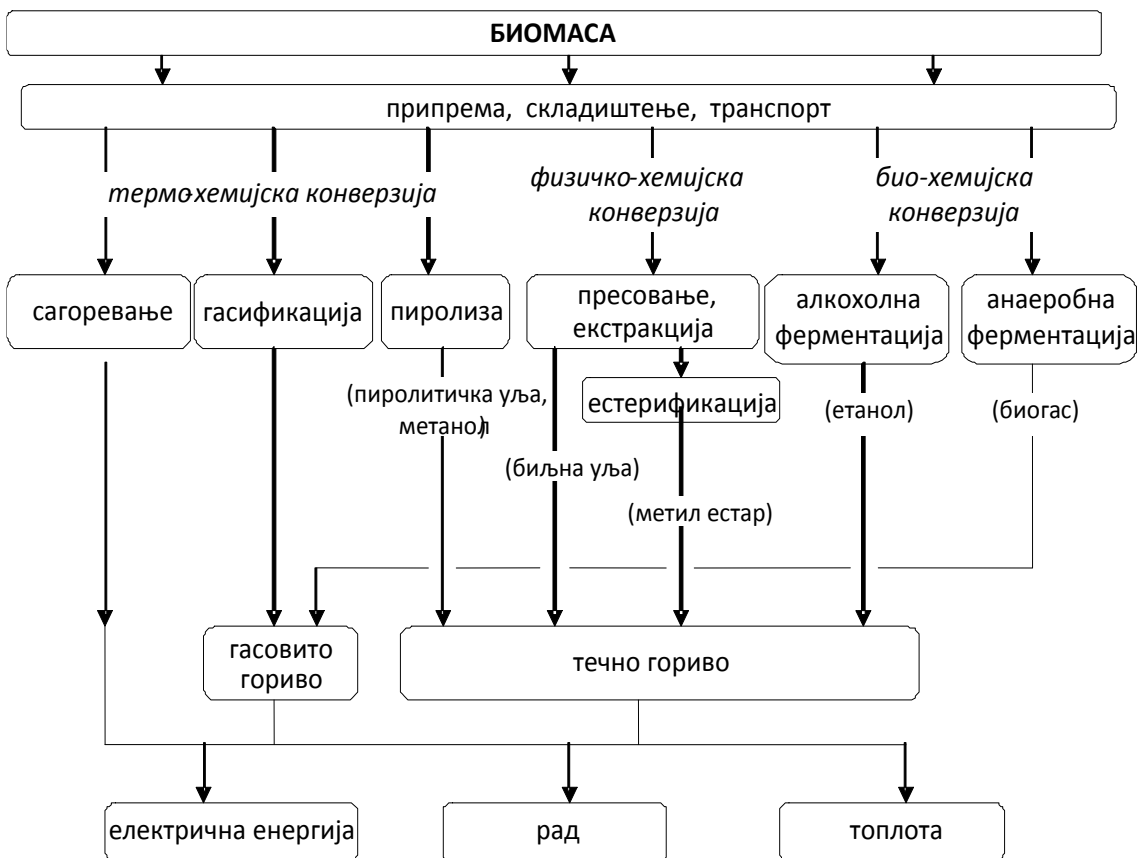 БИОМАСА
припрема, складиштење, транспорт
термо-хемијска конверзија
физичко-хемијска
конверзија
био-хемијска
конверзија
сагоревање
гасификација
пиролиза
пресовање,
екстракција
алкохолна
ферментација
анаеробна
ферментација
(пиролитичка уља,
метанол)
естерификација
(етанол)
(биогас)
(биљна уља)
(метил естар)
гасовито
гориво
течно гориво
електрична енергија
рад
топлота